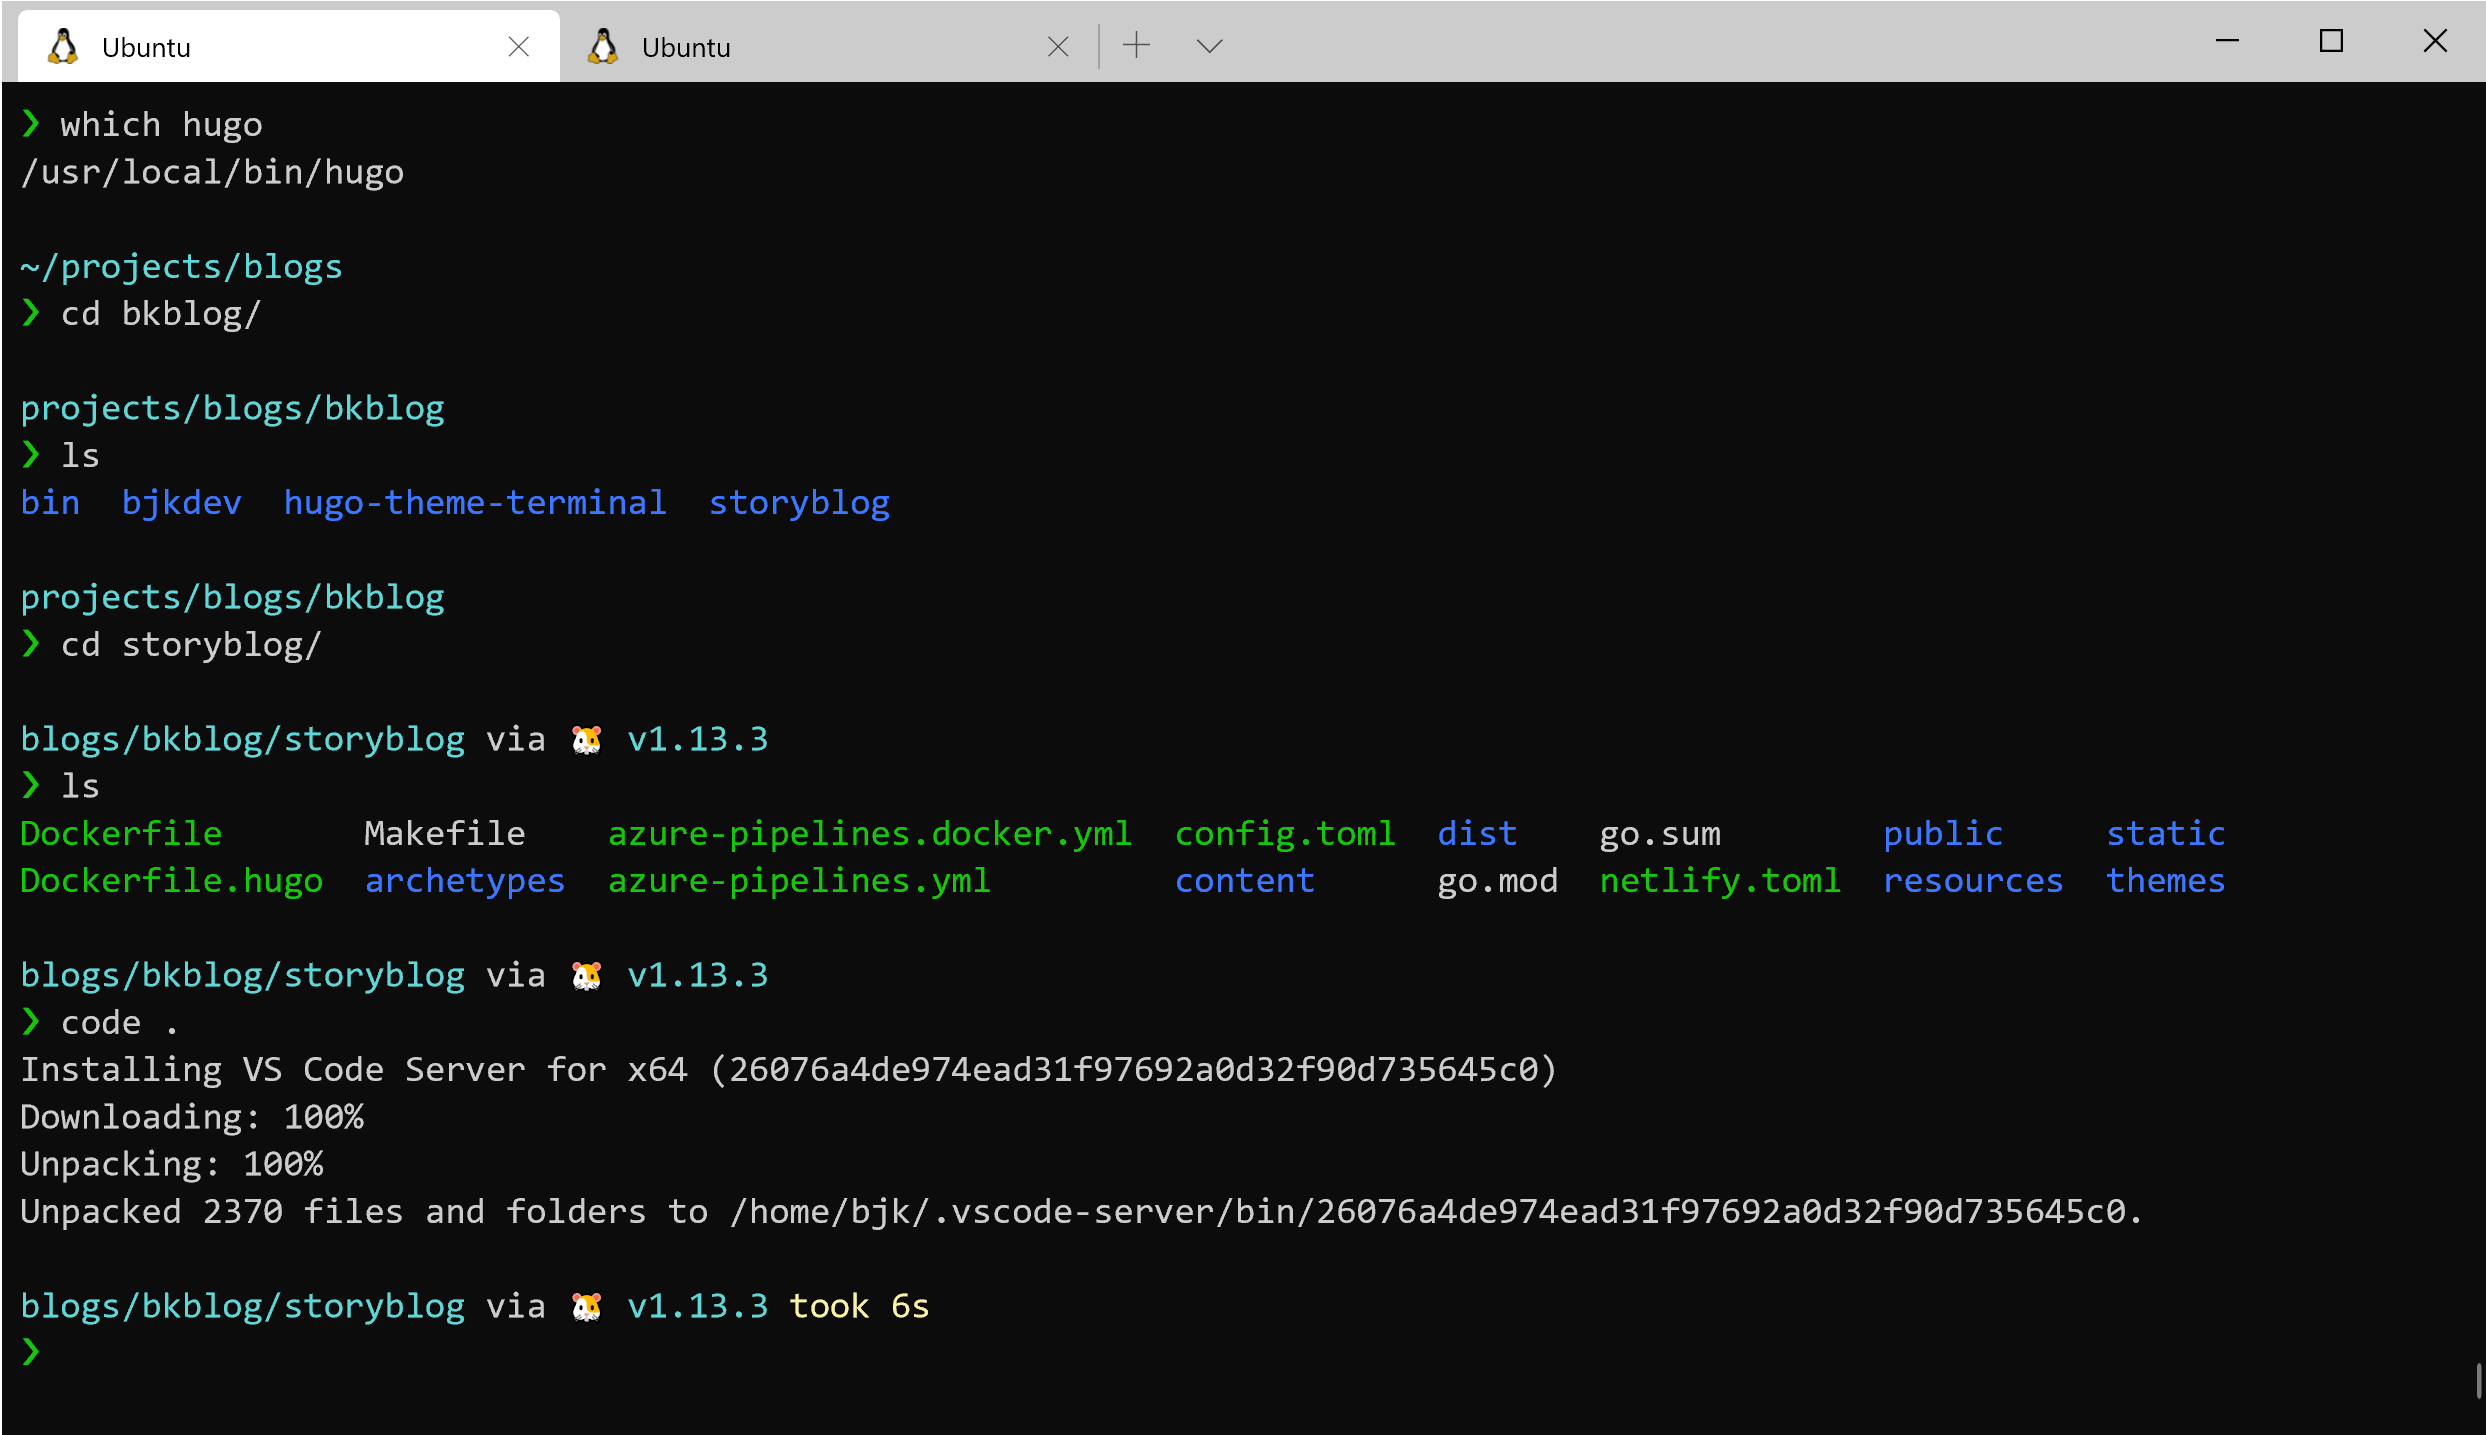 Ubuntu Ubuntu
❯ which hugo
/usr/local/bin/hugo
~/projects/blogs
❯ cd bkblog/
projects/blogs/bkblog
❯ ls
bin  bjkdev  hugo-theme-terminal  storyblog
projects/blogs/bkblog
❯ cd storyblog/
blogs/bkblog/storyblog via 🐹 v1.13.3
❯ ls
Dockerfile       Makefile    azure-pipelines.docker.yml  config.toml  dist    go.sum        public     static
Dockerfile.hugo  archetypes  azure-pipelines.yml         content      go.mod  netlify.toml  resources  themes
blogs/bkblog/storyblog via 🐹 v1.13.3
❯ code .
Installing VS Code Server for x64 (26076a4de974ead31f97692a0d32f90d735645c0)
Downloading: 100%
Unpacking: 100%
Unpacked 2370 files and folders to /home/bjk/.vscode-server/bin/26076a4de974ead31f97692a0d32f90d735645c0.
blogs/bkblog/storyblog via 🐹 v1.13.3 took 6s
❯